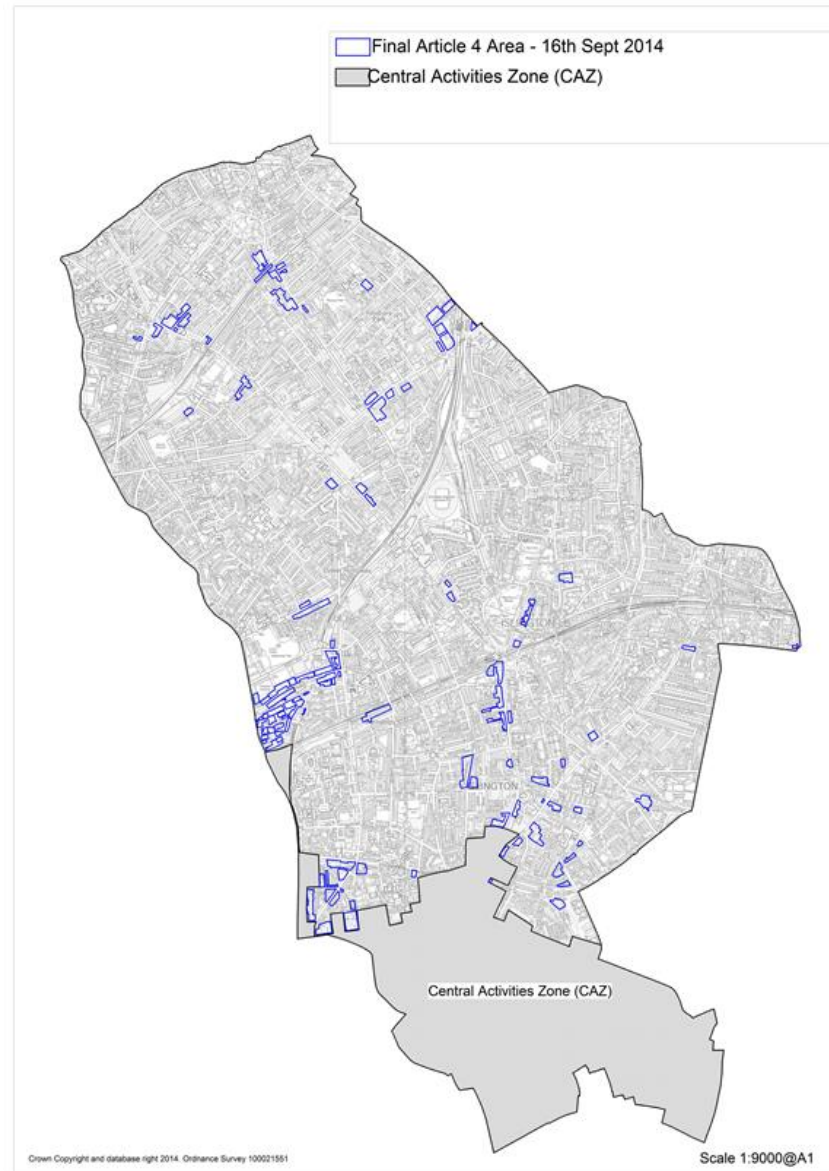 Final Article 4 Area - 16th Sept 2014
Central Activities Zone (CAZ)
Central Activities Zone (CAZ)
Crown Copyright and database right 2014. Ordnance Survey 100021551
Scale 1:9000@A1